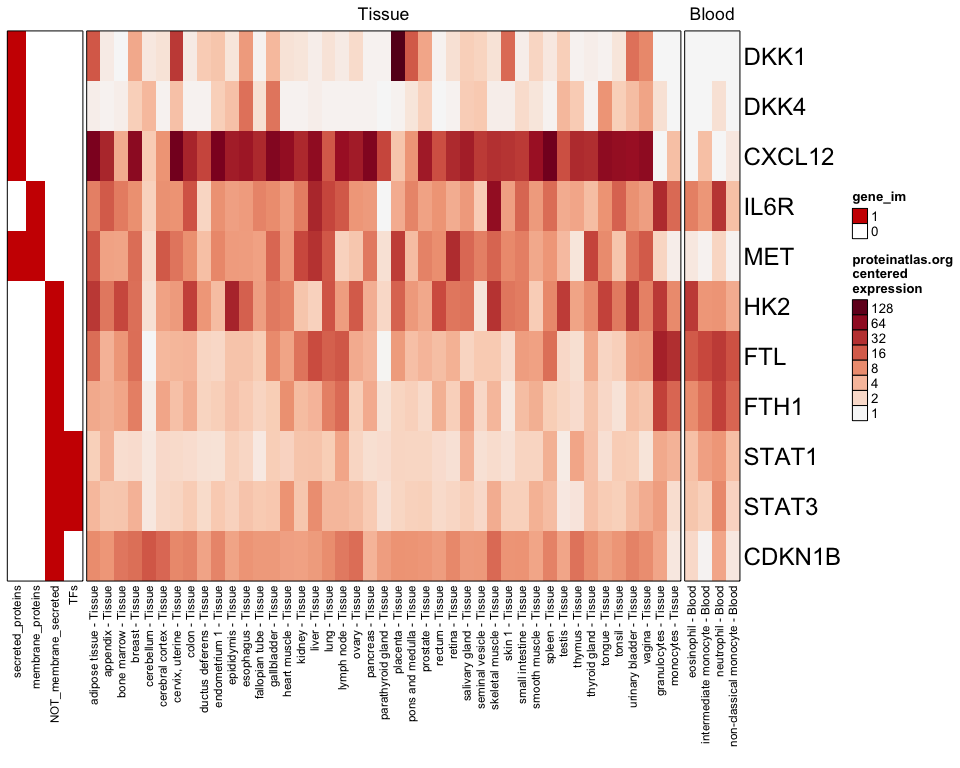 Tissue
Blood
DKK1
DKK4
CXCL12
IL6R
MET
HK2
FTL
FTH1
STAT1
STAT3
CDKN1B
gene_im
1
0
proteinatlas.org
centered
expression
128
64
32
16
8
4
2
1
secreted_proteins
membrane_proteins
NOT_membrane_secreted
TFs
adipose tissue - Tissue
appendix - Tissue
bone marrow - Tissue
breast - Tissue
cerebellum - Tissue
cerebral cortex - Tissue
cervix, uterine - Tissue
colon - Tissue
ductus deferens - Tissue
endometrium 1 - Tissue
epididymis - Tissue
esophagus - Tissue
fallopian tube - Tissue
gallbladder - Tissue
heart muscle - Tissue
kidney - Tissue
liver - Tissue
lung - Tissue
lymph node - Tissue
ovary - Tissue
pancreas - Tissue
parathyroid gland - Tissue
placenta - Tissue
pons and medulla - Tissue
prostate - Tissue
rectum - Tissue
retina - Tissue
salivary gland - Tissue
seminal vesicle - Tissue
skeletal muscle - Tissue
skin 1 - Tissue
small intestine - Tissue
smooth muscle - Tissue
spleen - Tissue
testis - Tissue
thymus - Tissue
thyroid gland - Tissue
tongue - Tissue
tonsil - Tissue
urinary bladder - Tissue
vagina - Tissue
granulocytes - Tissue
monocytes - Tissue
eosinophil - Blood
intermediate monocyte - Blood
neutrophil - Blood
non-classical monocyte - Blood